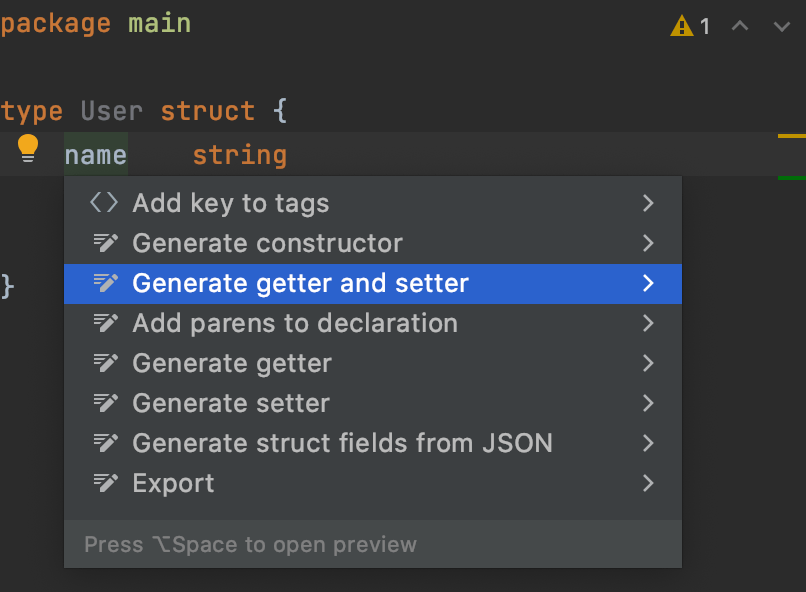 package main
1
type User struct {
name string
Add key to tags
Generate constructor
Generate getter and setter
Add parens to declaration
Generate getter
Generate setter
Generate struct fields from JSON
Export
Press ⌥Space to open preview
}